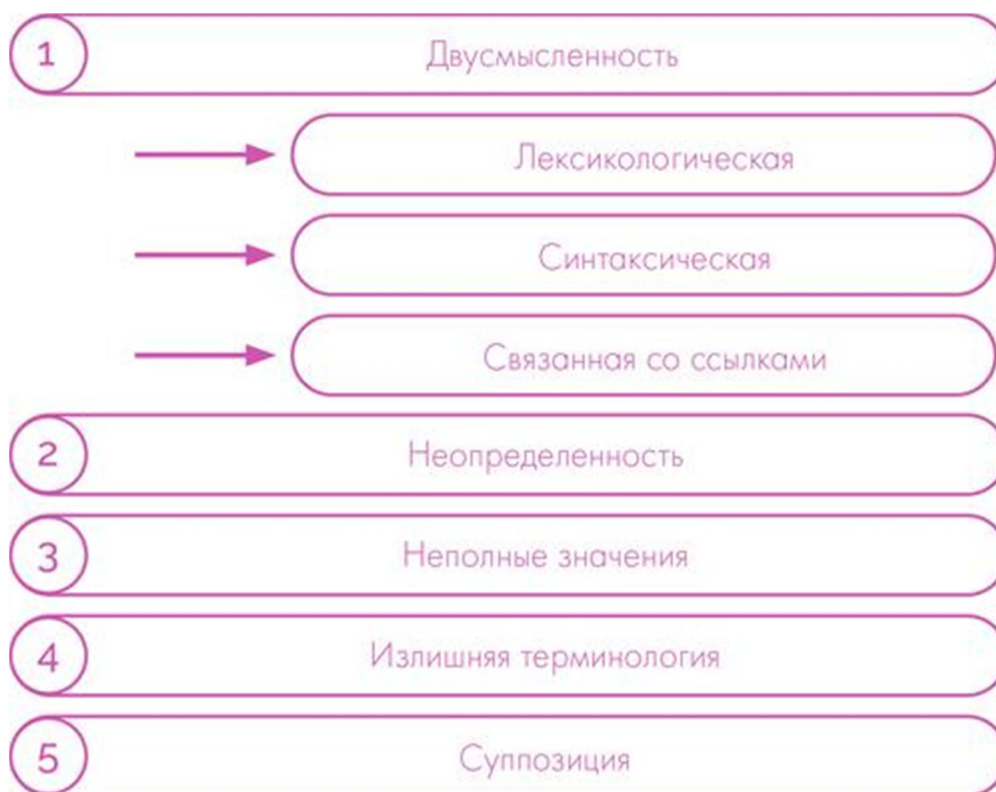 1 Двусмысленность
Лексикологическая
Синтаксическая
Связанная со ссылками
2 Неопределенность
3 Неполные значения
4 Излишняя терминология
5 Суппозиция